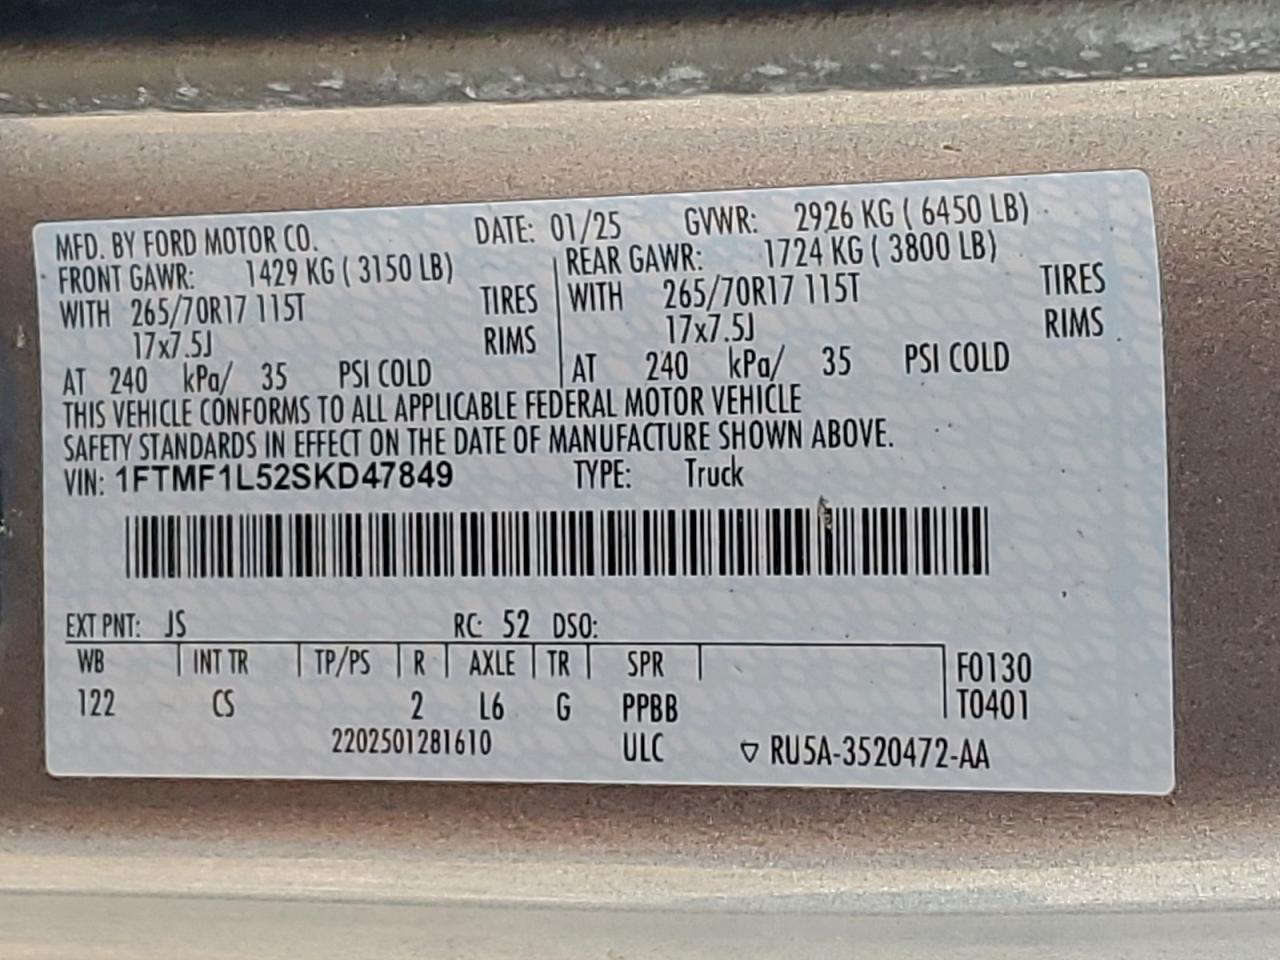 MFD. BY FORD MOTOR CO. DATE: 01/25 GVWR: 2926 KG ( 6450 LB)
FRONT GAWR: 1429 KG ( 3150 LB) REAR GAWR: 1724 KG ( 3800 LB)
WITH 265/70R17 115T TIRES WITH 265/70R17 115T TIRES
17x7.5J RIMS 17x7.5J RIMS
AT 240 kPa/ 35 PSI COLD AT 240 kPa/ 35 PSI COLD
THIS VEHICLE CONFORMS TO ALL APPLICABLE FEDERAL MOTOR VEHICLE
SAFETY STANDARDS IN EFFECT ON THE DATE OF MANUFACTURE SHOWN ABOVE.
VIN: 1FTMF1L52SKD47849 TYPE: Truck
EXT PNT: JS RC: 52 DSO:
WB INT TR TP/PS R AXLE TR SPR F0130
122 CS 2 L6 G PPBB T0401
2202501281610 ULC ▽ RU5A-3520472-AA